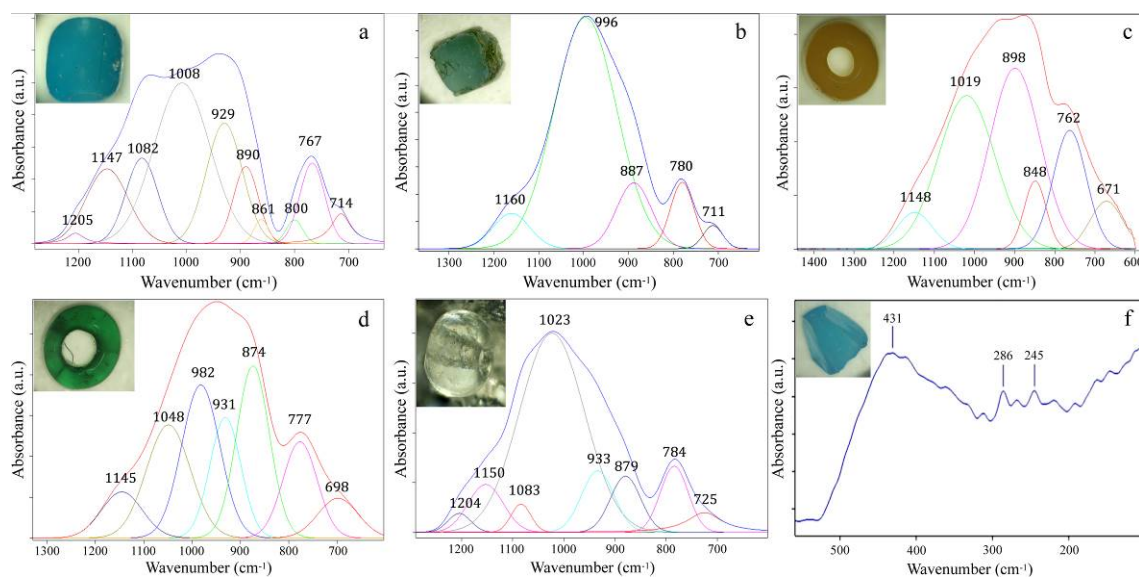 a
1205
1147
1082
1008
929
890
861
800
767
714
Absorbance (a.u.)
1200 1100 1000 900 800 700
Wavenumber (cm-1)
b
996
1160
887
780
711
Absorbance (a.u.)
1300 1200 1100 1000 900 800 700
Wavenumber (cm-1)
c
1148
1019
898
848
762
671
Absorbance (a.u.)
1400 1300 1200 1100 1000 900 800 700 600
Wavenumber (cm-1)
d
1145
1048
982
931
874
777
698
Absorbance (a.u.)
1300 1200 1100 1000 900 800 700
Wavenumber (cm-1)
e
1204
1150
1083
1023
933
879
784
725
Absorbance (a.u.)
1200 1100 1000 900 800 700
Wavenumber (cm-1)
f
431
286
245
Absorbance (a.u.)
500 400 300 200 100
Wavenumber (cm-1)